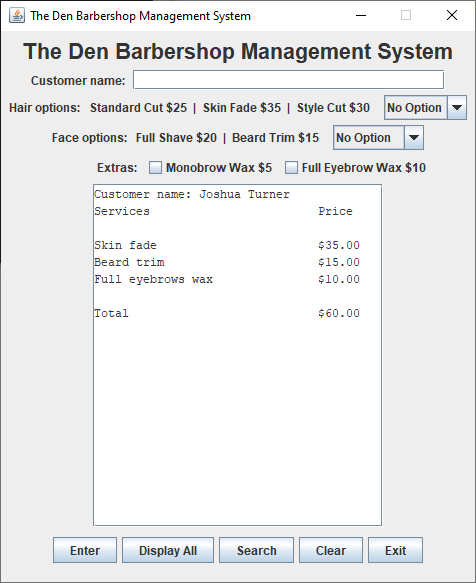 The Den Barbershop Management System
The Den Barbershop Management System
Customer name:
Hair options: Standard Cut $25 | Skin Fade $35 | Style Cut $30 No Option
Face options: Full Shave $20 | Beard Trim $15 No Option
Extras: Monobrow Wax $5 Full Eyebrow Wax $10
Customer name: Joshua Turner
Services Price
Skin fade $35.00
Beard trim $15.00
Full eyebrows wax $10.00
Total $60.00
Enter Display All Search Clear Exit